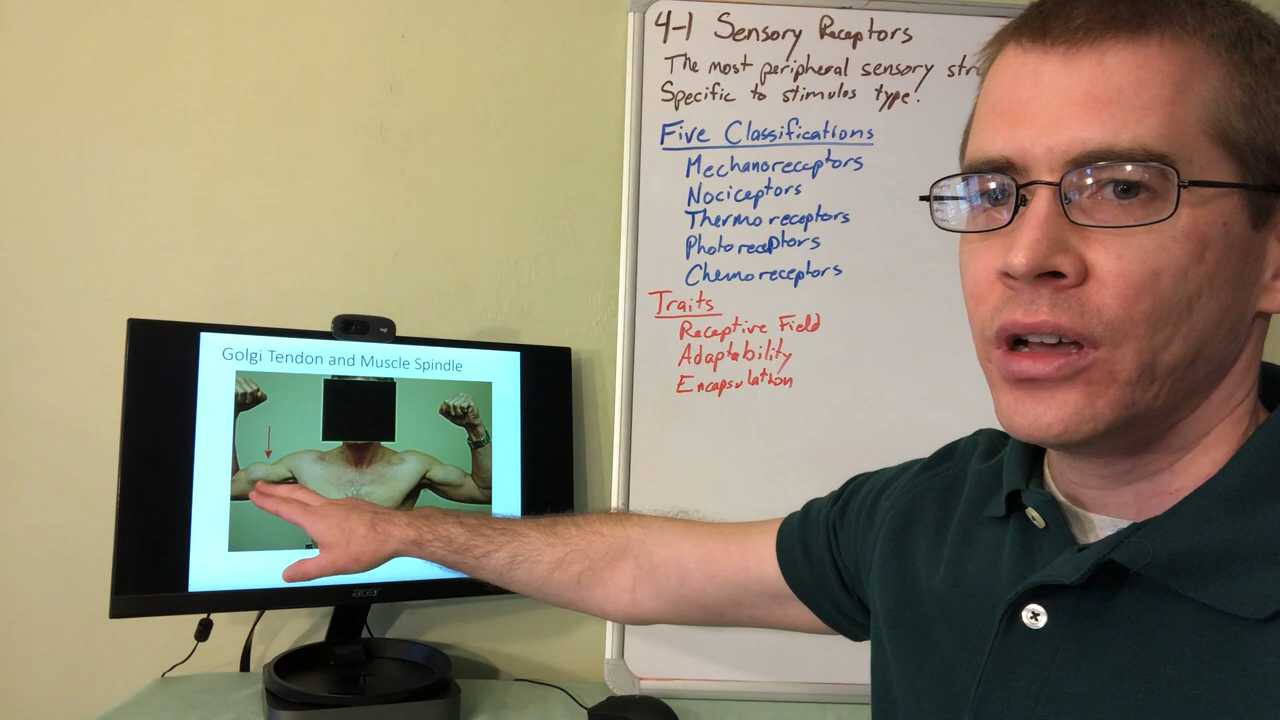 4-1 Sensory Receptors
The most peripheral sensory
Specific to stimulus type!
Five Classifications
Mechanoreceptors
Nociceptors
Thermoreceptors
Photoreceptors
Chemoreceptors
Traits
Receptive Field
Adaptability
Encapsulation
Golgi Tendon and Muscle Spindle
acer